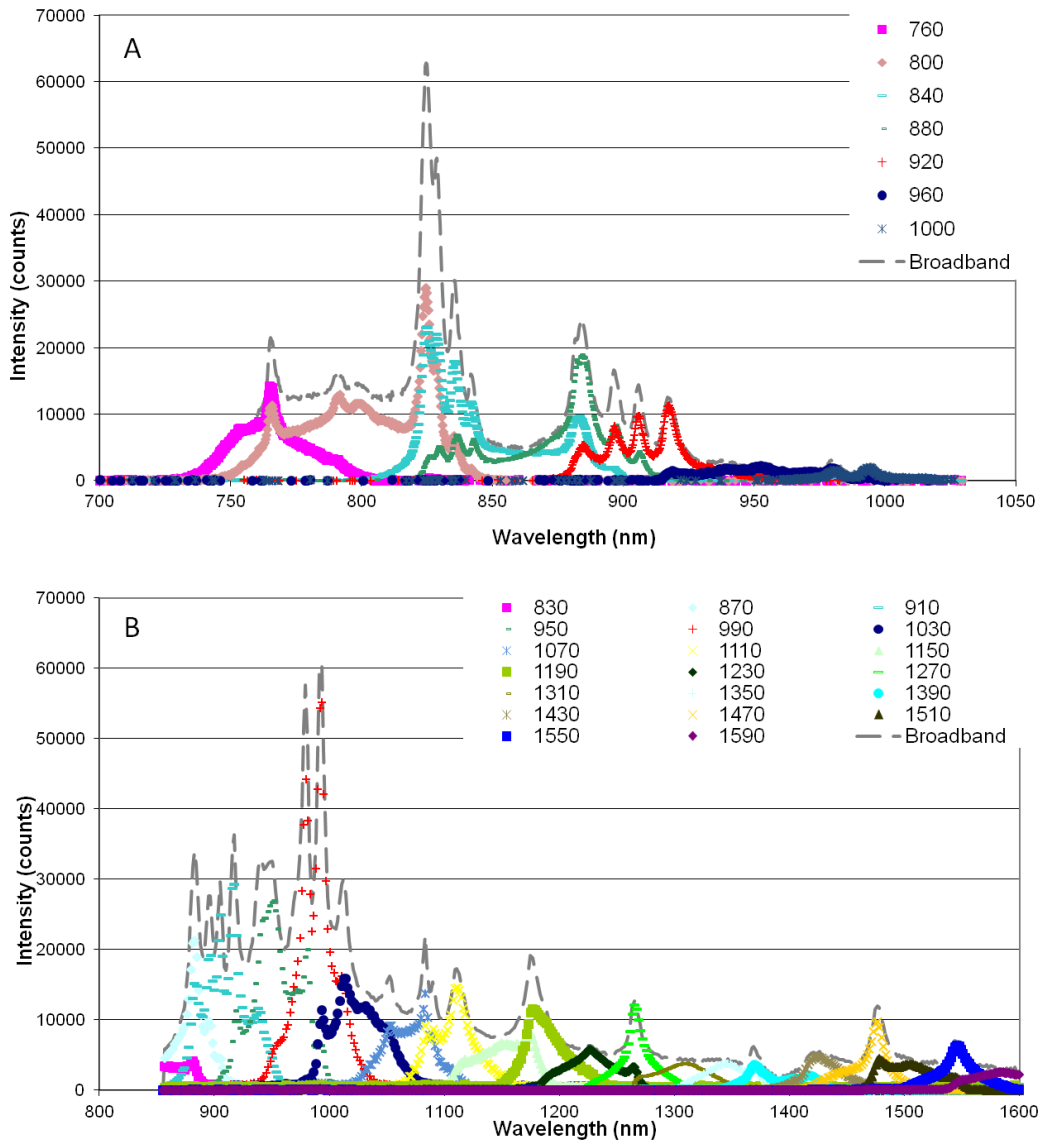 A
70000
60000
50000
40000
30000
20000
10000
0
Intensity (counts)
700 750 800 850 900 950 1000 1050
Wavelength (nm)
760
800
840
880
920
960
1000
Broadband
B
70000
60000
50000
40000
30000
20000
10000
0
Intensity (counts)
800 900 1000 1100 1200 1300 1400 1500 1600
Wavelength (nm)
830 870 910
950 990 1030
1070 1110 1150
1190 1230 1270
1310 1350 1390
1430 1470 1510
1550 1590 Broadband